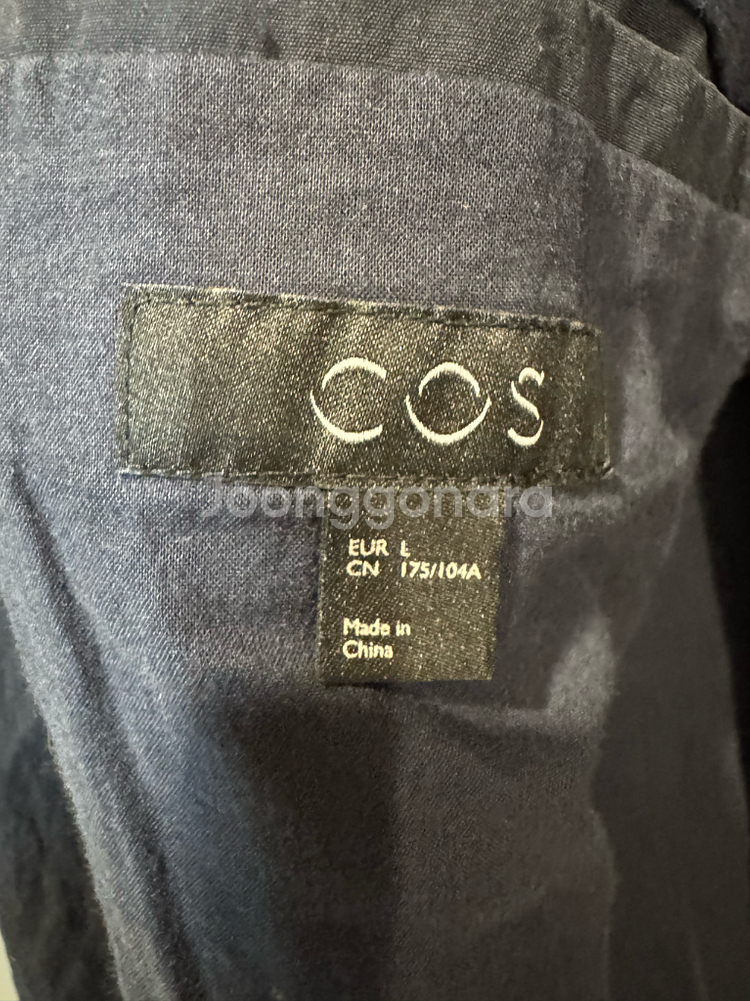 COS
Joonggonara
EUR L
CN 175/104A
Made in
China